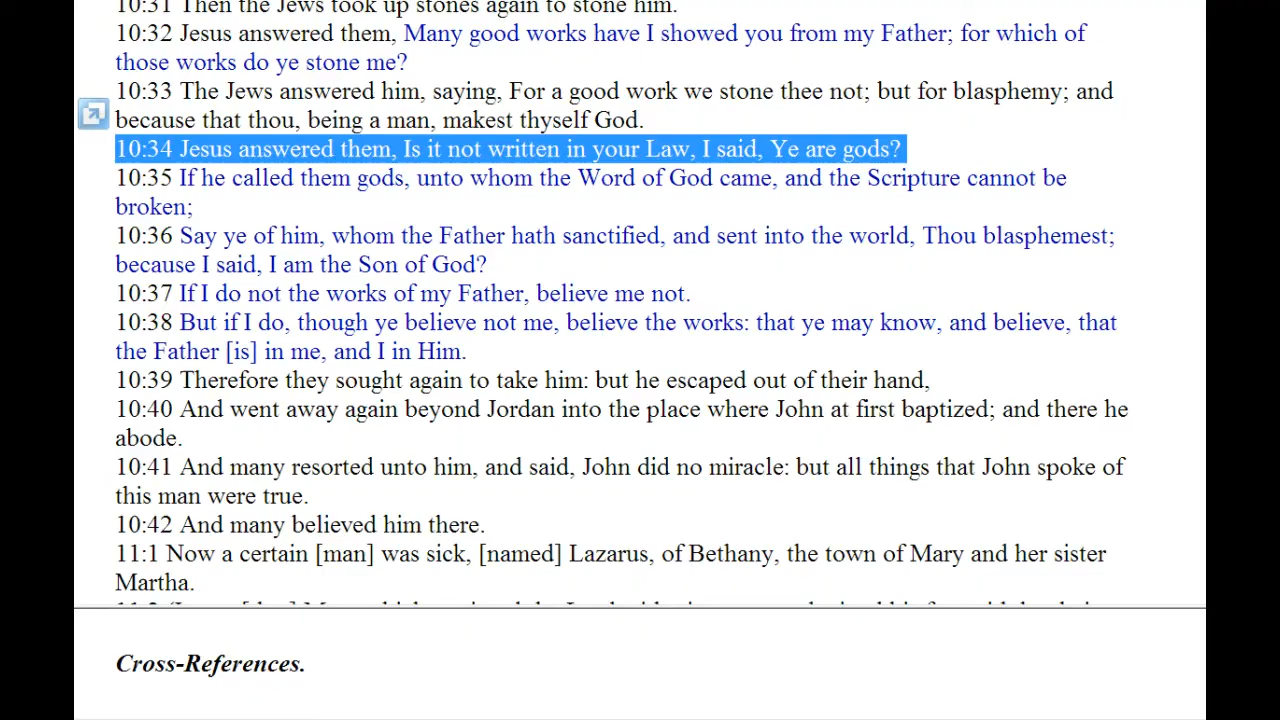 10:31 Then the Jews took up stones again to stone him.
10:32 Jesus answered them, Many good works have I showed you from my Father; for which of
those works do ye stone me?
10:33 The Jews answered him, saying, For a good work we stone thee not; but for blasphemy; and
because that thou, being a man, makest thyself God.
10:34 Jesus answered them, Is it not written in your Law, I said, Ye are gods?
10:35 If he called them gods, unto whom the Word of God came, and the Scripture cannot be
broken;
10:36 Say ye of him, whom the Father hath sanctified, and sent into the world, Thou blasphemest;
because I said, I am the Son of God?
10:37 If I do not the works of my Father, believe me not.
10:38 But if I do, though ye believe not me, believe the works: that ye may know, and believe, that
the Father [is] in me, and I in Him.
10:39 Therefore they sought again to take him: but he escaped out of their hand,
10:40 And went away again beyond Jordan into the place where John at first baptized; and there he
abode.
10:41 And many resorted unto him, and said, John did no miracle: but all things that John spoke of
this man were true.
10:42 And many believed him there.
11:1 Now a certain [man] was sick, [named] Lazarus, of Bethany, the town of Mary and her sister
Martha.
Cross-References.